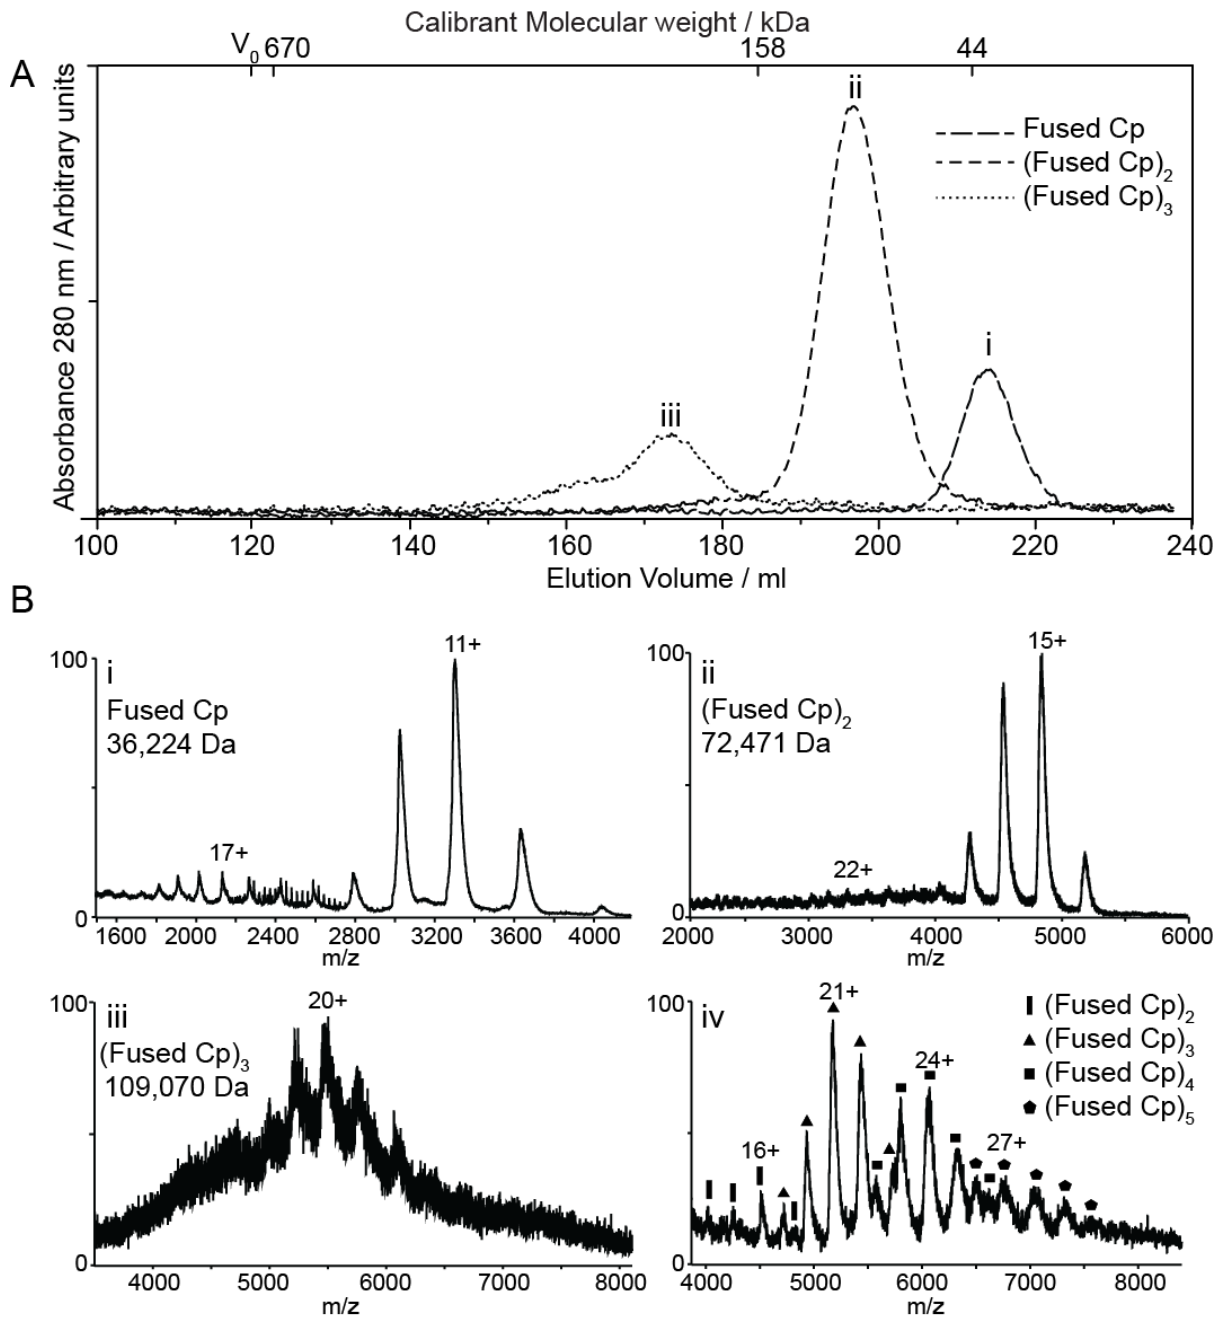 Calibrant Molecular weight / kDa
V0 670 158 44
A
Absorbance 280 nm / Arbitrary units
ii
i
iii
Fused Cp
(Fused Cp)2
(Fused Cp)3
100 120 140 160 180 200 220 240
Elution Volume / ml
B
100
i
Fused Cp
36,224 Da
17+
11+
0
1600 2000 2400 2800 3200 3600 4000
m/z
100
ii
(Fused Cp)2
72,471 Da
22+
15+
0
2000 3000 4000 5000 6000
m/z
100
iii
(Fused Cp)3
109,070 Da
20+
0
4000 5000 6000 7000 8000
m/z
100
iv
21+
24+
16+
27+
(Fused Cp)2
(Fused Cp)3
(Fused Cp)4
(Fused Cp)5
0
4000 5000 6000 7000 8000
m/z